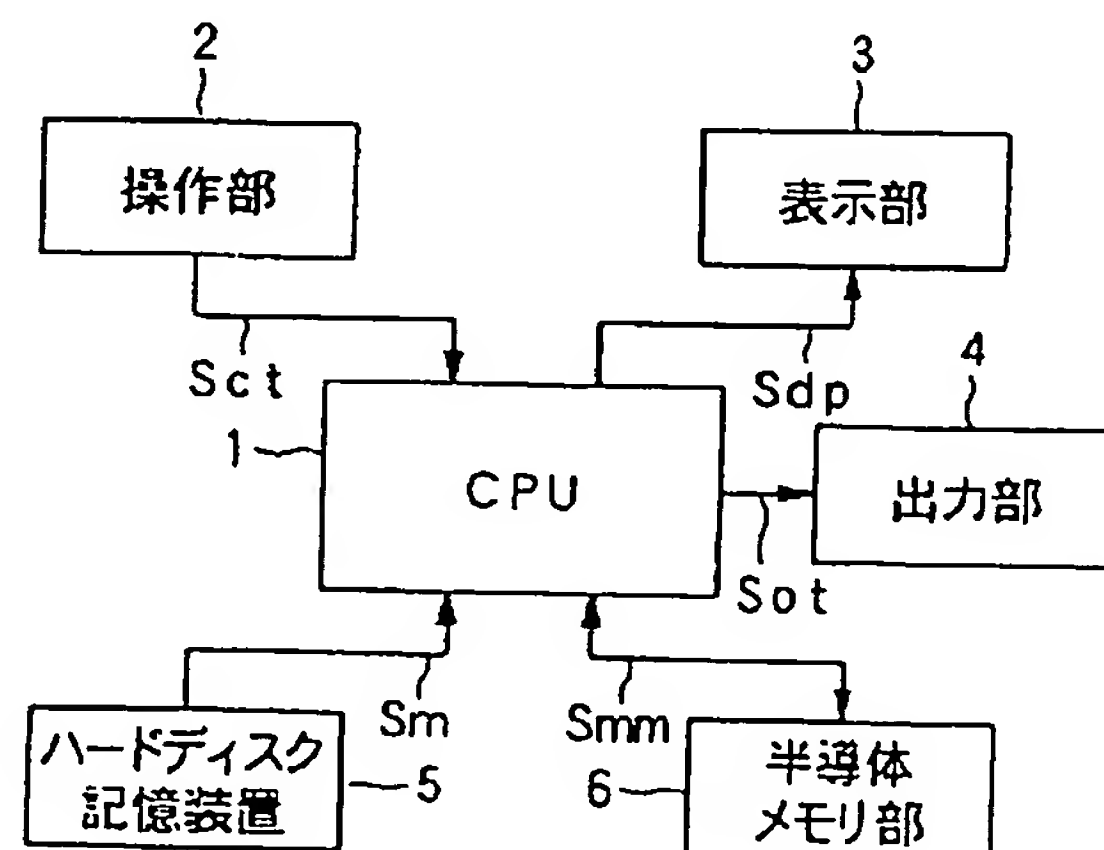 2
3
操作部
表示部
Sct
Sdp
4
1
CPU
出力部
Sot
Sm
Smm
ハードディスク
記憶装置
5
6
半導体
メモリ部